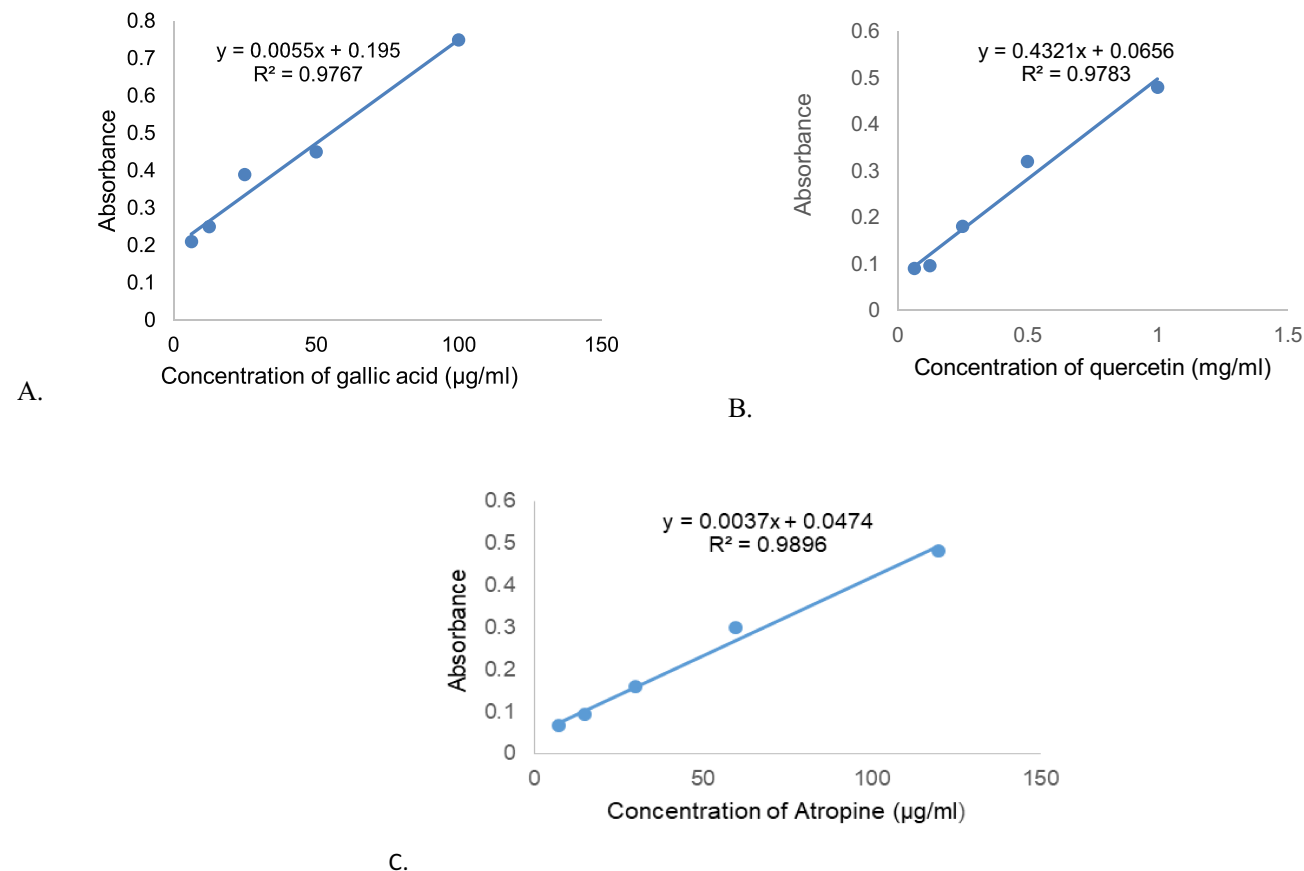 0.8
0.7
0.6
0.5
0.4
0.3
0.2
0.1
0
y = 0.0055x + 0.195
R² = 0.9767
Absorbance
0 50 100 150
Concentration of gallic acid (µg/ml)
A.
0.6
0.5
0.4
0.3
0.2
0.1
0
y = 0.4321x + 0.0656
R² = 0.9783
Absorbance
0 0.5 1 1.5
Concentration of quercetin (mg/ml)
B.
0.6
0.5
0.4
0.3
0.2
0.1
0
y = 0.0037x + 0.0474
R² = 0.9896
Absorbance
0 50 100 150
Concentration of Atropine (µg/ml)
C.